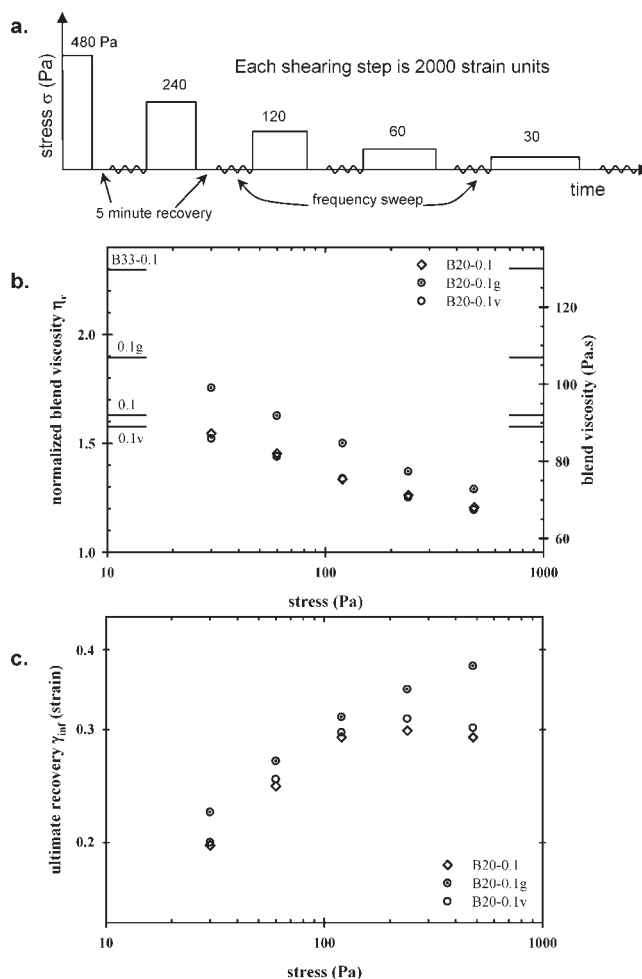 a.
480 Pa
stress σ (Pa)
240
Each shearing step is 2000 strain units
120
60
30
time
5 minute recovery
frequency sweep
b.
normalized blend viscosity ηr
2.0
1.5
1.0
B33-0.1
0.1g
0.1
0.1v
B20-0.1
B20-0.1g
B20-0.1v
120
100
80
60
blend viscosity (Pa.s)
10
100
1000
stress (Pa)
c.
ultimate recovery γinf (strain)
0.4
0.3
0.2
B20-0.1
B20-0.1g
B20-0.1v
10
100
1000
stress (Pa)